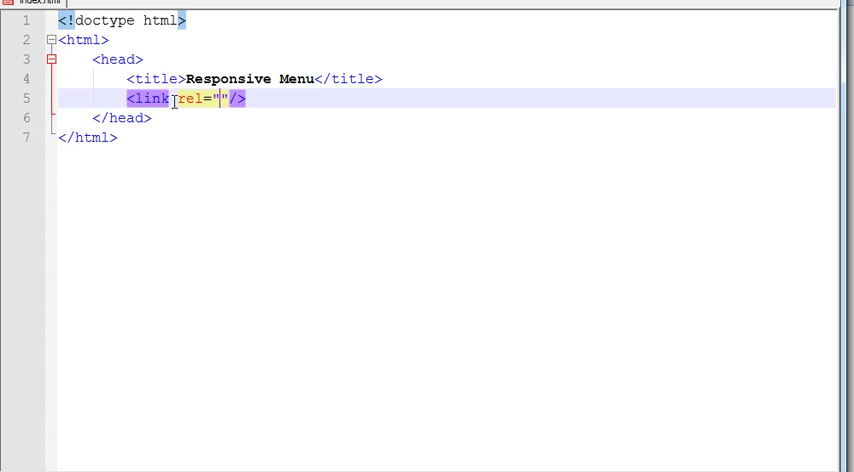 index.html
1 <!doctype html>
2 <html>
3 <head>
4 <title>Responsive Menu</title>
5 <link rel=""/>
6 </head>
7 </html>